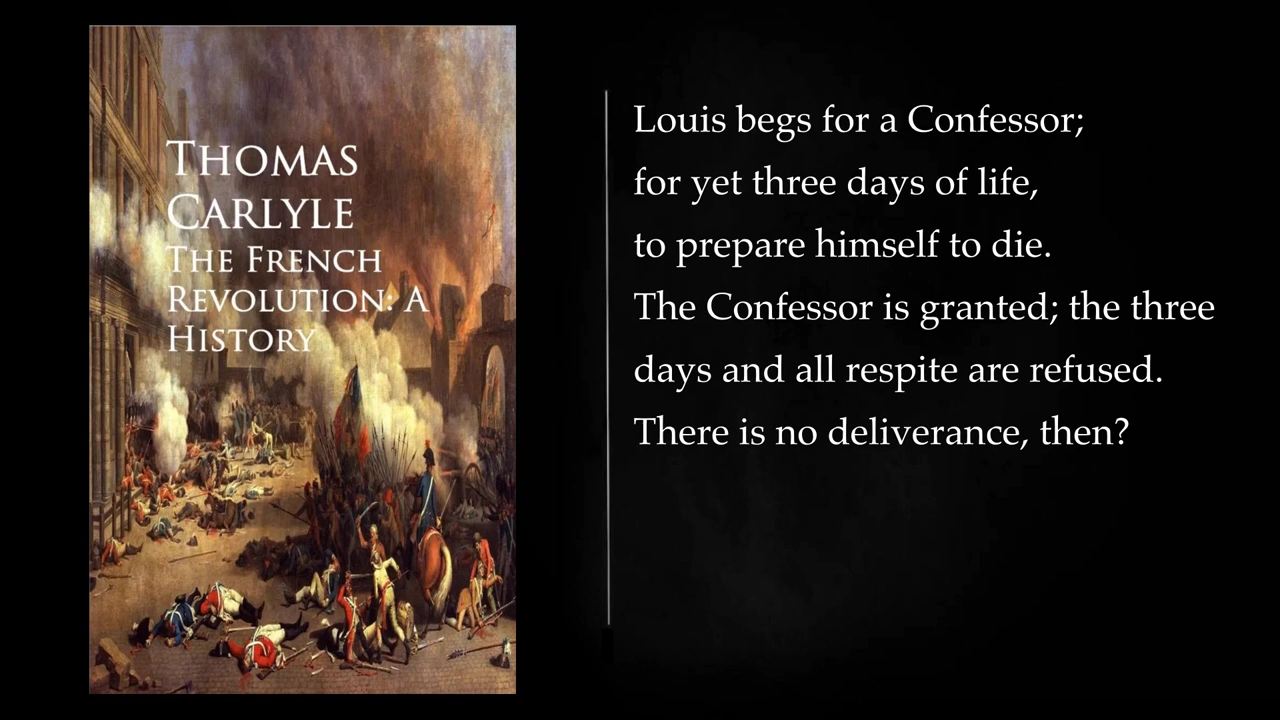 THOMAS
CARLYLE
THE FRENCH
REVOLUTION: A
HISTORY
Louis begs for a Confessor;
for yet three days of life,
to prepare himself to die.
The Confessor is granted; the three
days and all respite are refused.
There is no deliverance, then?